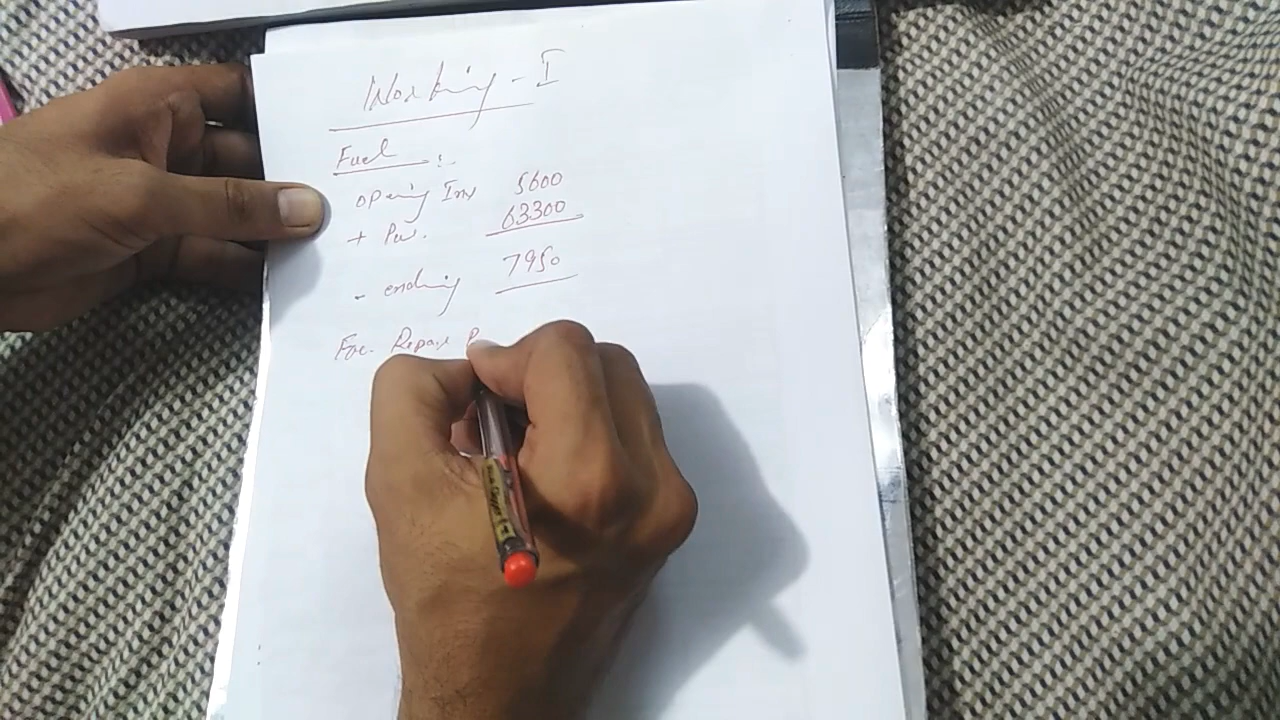 Working - I
Fuel :
opening Inv 5600
+ Pur. 63300
- ending 7950
Fac. Repair P